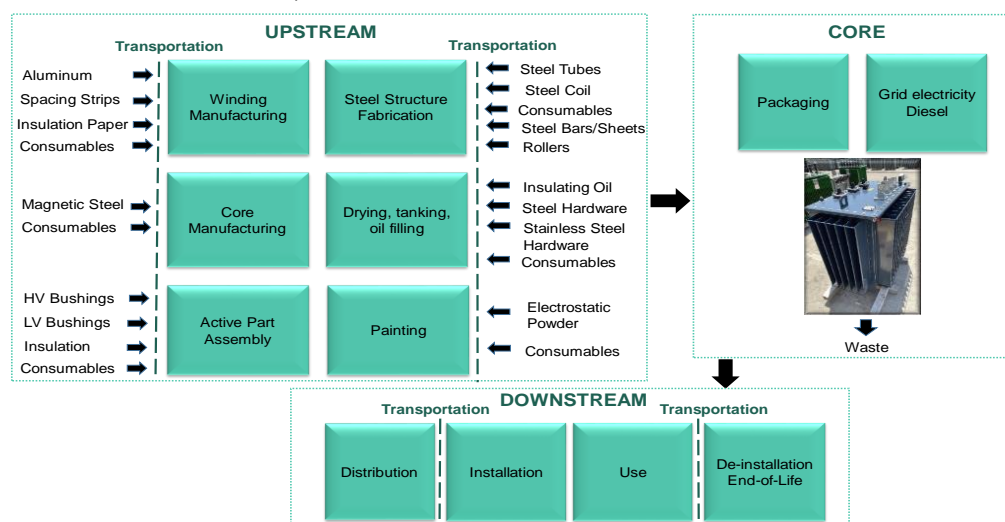 UPSTREAM
Transportation
Transportation
Aluminum
Spacing Strips
Insulation Paper
Consumables
Winding
Manufacturing
Steel Structure
Fabrication
Steel Tubes
Steel Coil
Consumables
Steel Bars/Sheets
Rollers
Magnetic Steel
Consumables
Core
Manufacturing
Drying, tanking,
oil filling
Insulating Oil
Steel Hardware
Stainless Steel
Hardware
Consumables
HV Bushings
LV Bushings
Insulation
Consumables
Active Part
Assembly
Painting
Electrostatic
Powder
Consumables
CORE
Packaging
Grid electricity
Diesel
Waste
DOWNSTREAM
Transportation
Transportation
Distribution
Installation
Use
De-installation
End-of-Life